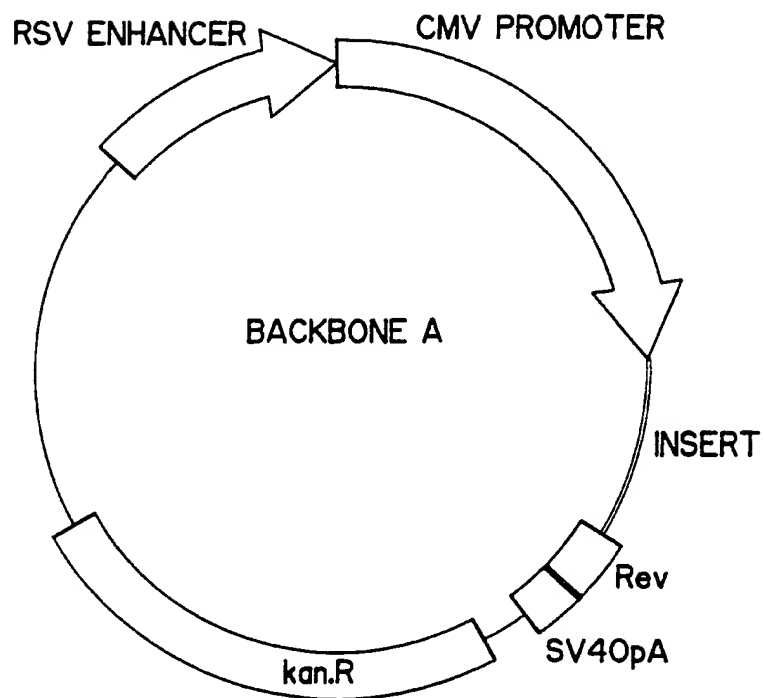 RSV ENHANCER
CMV PROMOTER
BACKBONE A
INSERT
Rev
SV40pA
kan.R